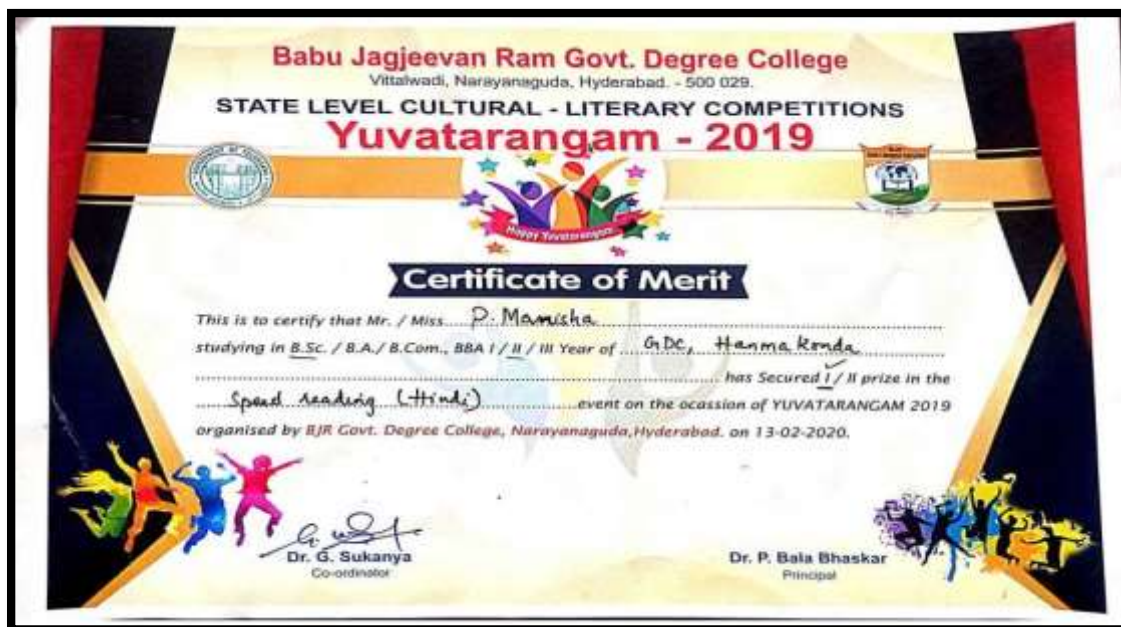 Babu Jagjeevan Ram Govt. Degree College
Vittalwadi, Narayanaguda, Hyderabad. - 500 029.
STATE LEVEL CULTURAL - LITERARY COMPETITIONS
Yuvatarangam - 2019
Happy Yuvatarangam
Certificate of Merit
This is to certify that Mr. / Miss P. Manisha
studying in B.Sc. / B.A./ B.Com., BBA I / II / III Year of GDC, Hanma konda
has Secured I / II prize in the
Speed reading (Hindi) event on the ocassion of YUVATARANGAM 2019
organised by BJR Govt. Degree College, Narayanaguda,Hyderabad. on 13-02-2020.
Dr. G. Sukanya
Co-ordinator
Dr. P. Bala Bhaskar
Principal